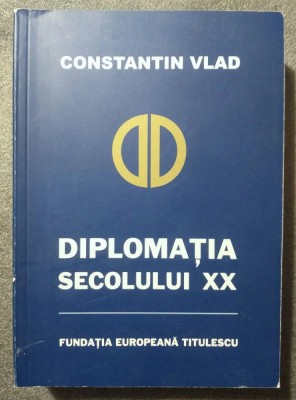 CONSTANTIN VLAD
DIPLOMAȚIA
SECOLULUI XX
FUNDAȚIA EUROPEANĂ TITULESCU